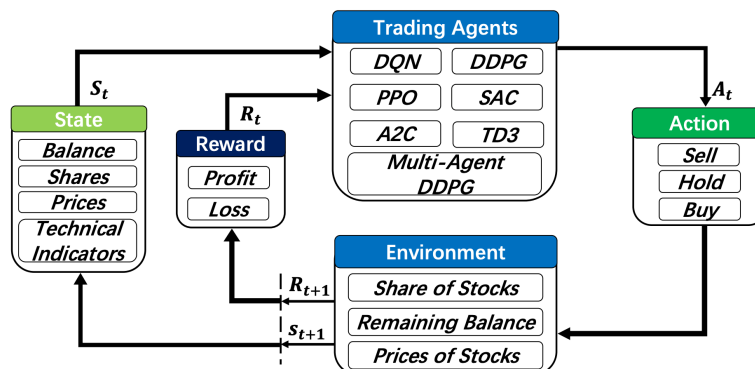 Trading Agents
DQN DDPG
PPO SAC
A2C TD3
Multi-Agent
DDPG
S_t
R_t
A_t
State
Balance
Shares
Prices
Technical
Indicators
Reward
Profit
Loss
Action
Sell
Hold
Buy
Environment
Share of Stocks
Remaining Balance
Prices of Stocks
R_{t+1}
s_{t+1}